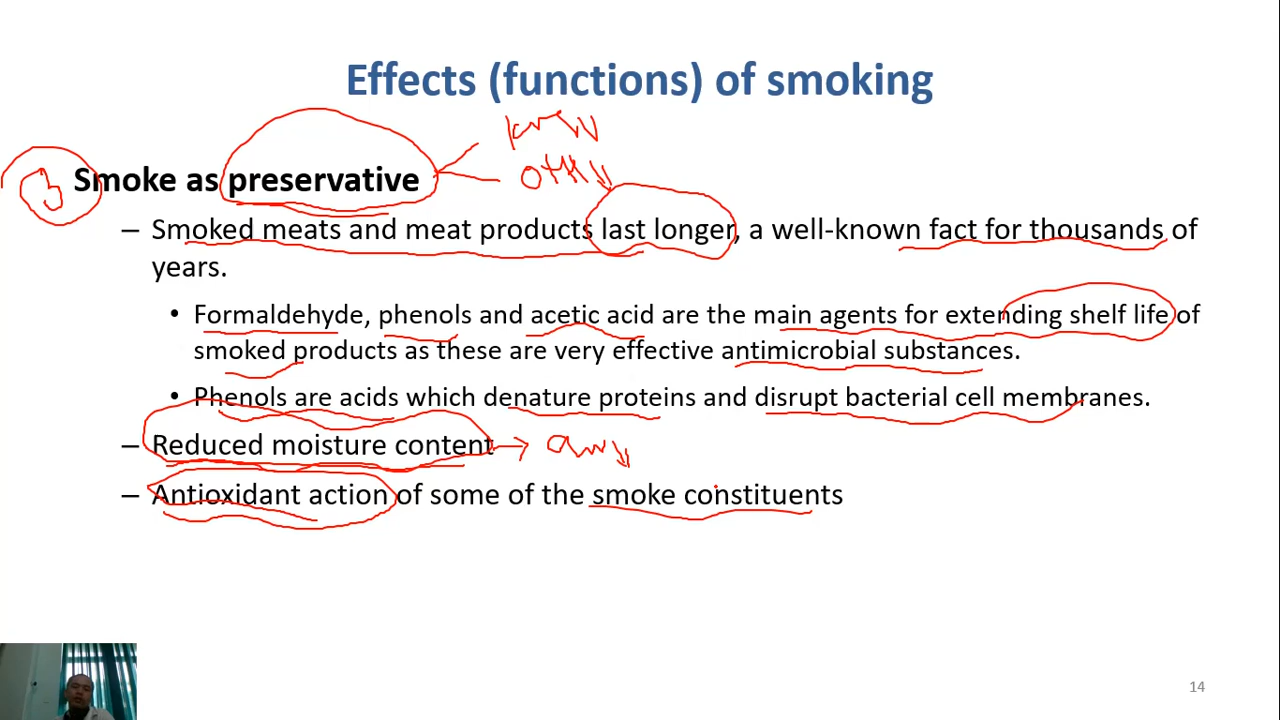 Effects (functions) of smoking
3 Smoke as preservative
– Smoked meats and meat products last longer, a well-known fact for thousands of
years.
• Formaldehyde, phenols and acetic acid are the main agents for extending shelf life of
smoked products as these are very effective antimicrobial substances.
• Phenols are acids which denature proteins and disrupt bacterial cell membranes.
– Reduced moisture content → aw ↓
– Antioxidant action of some of the smoke constituents
14